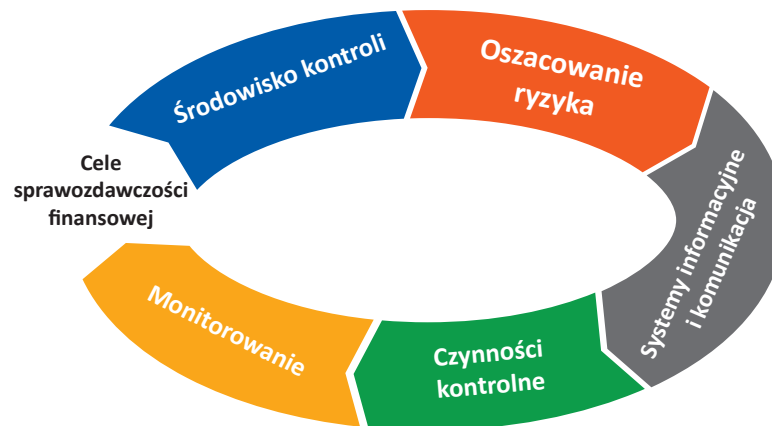 Środowisko kontroli
Oszacowanie
ryzyka
Systemy informacyjne
i komunikacja
Czynności
kontrolne
Monitorowanie
Cele
sprawozdawczości
finansowej